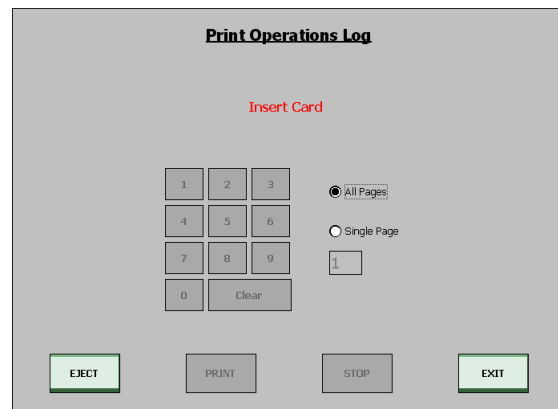 Print Operations Log
Insert Card
1 2 3
All Pages
4 5 6
Single Page
7 8 9
1
0 Clear
EJECT PRINT STOP EXIT